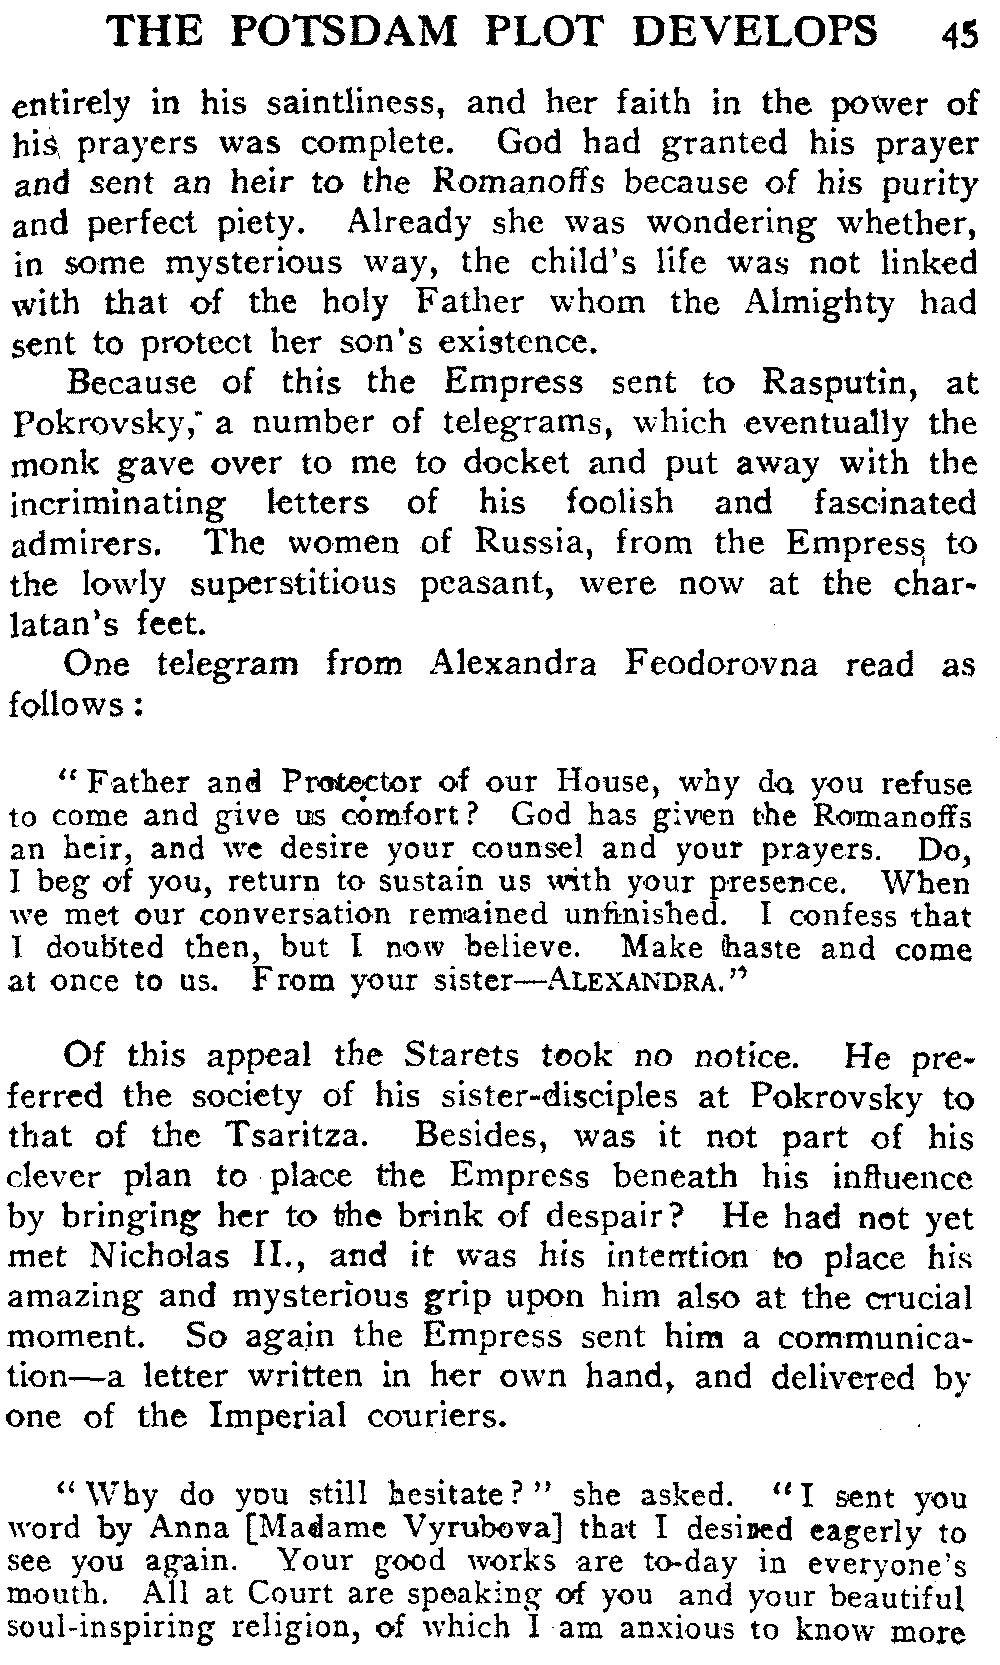 THE POTSDAM PLOT DEVELOPS 45
entirely in his saintliness, and her faith in the power of
his prayers was complete. God had granted his prayer
and sent an heir to the Romanoffs because of his purity
and perfect piety. Already she was wondering whether,
in some mysterious way, the child's life was not linked
with that of the holy Father whom the Almighty had
sent to protect her son's existence.
Because of this the Empress sent to Rasputin, at
Pokrovsky, a number of telegrams, which eventually the
monk gave over to me to docket and put away with the
incriminating letters of his foolish and fascinated
admirers. The women of Russia, from the Empress to
the lowly superstitious peasant, were now at the char-
latan's feet.
One telegram from Alexandra Feodorovna read as
follows:
"Father and Protector of our House, why do you refuse
to come and give us comfort? God has given the Romanoffs
an heir, and we desire your counsel and your prayers. Do,
I beg of you, return to sustain us with your presence. When
we met our conversation remained unfinished. I confess that
I doubted then, but I now believe. Make haste and come
at once to us. From your sister—ALEXANDRA."
Of this appeal the Starets took no notice. He pre-
ferred the society of his sister-disciples at Pokrovsky to
that of the Tsaritza. Besides, was it not part of his
clever plan to place the Empress beneath his influence
by bringing her to the brink of despair? He had not yet
met Nicholas II., and it was his intention to place his
amazing and mysterious grip upon him also at the crucial
moment. So again the Empress sent him a communica-
tion—a letter written in her own hand, and delivered by
one of the Imperial couriers.
"Why do you still hesitate?" she asked. "I sent you
word by Anna [Madame Vyrubova] that I desired eagerly to
see you again. Your good works are to-day in everyone's
mouth. All at Court are speaking of you and your beautiful
soul-inspiring religion, of which I am anxious to know more